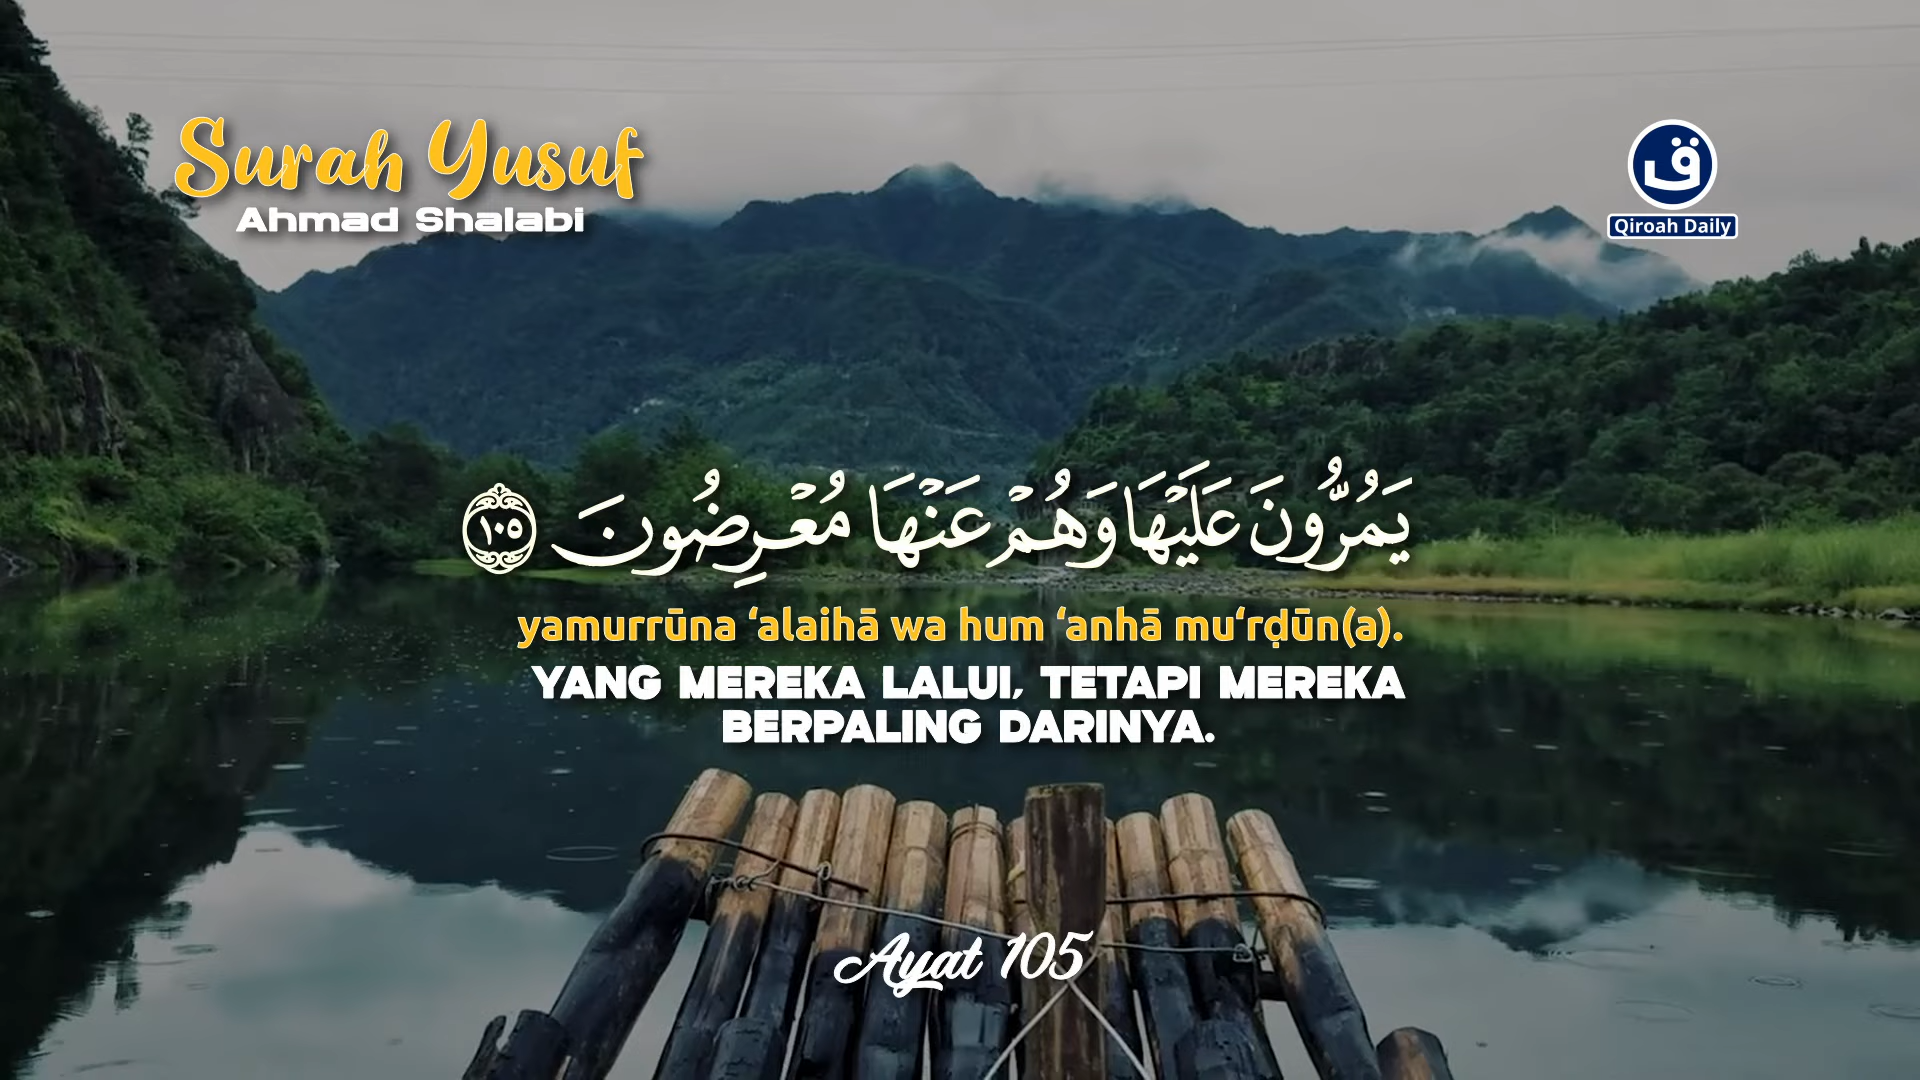 Surah Yusuf
Ahmad Shalabi
ق
Qiroah Daily
يَمُرُّونَ عَلَيْهَا وَهُمْ عَنْهَا مُعْرِضُونَ ١٠٥
yamurrūna ‘alaihā wa hum ‘anhā mu‘rḍūn(a).
YANG MEREKA LALUI, TETAPI MEREKA
BERPALING DARINYA.
Ayat 105